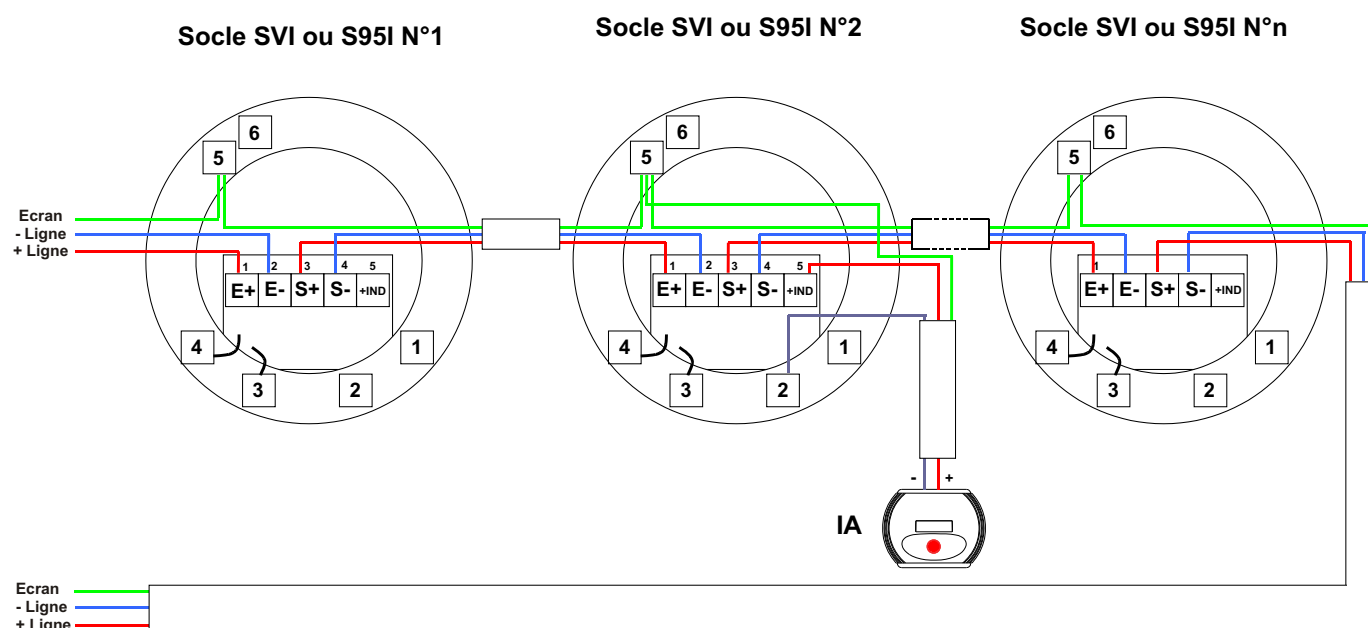 Socle SVI ou S95I N°1
Socle SVI ou S95I N°2
Socle SVI ou S95I N°n
6
5
6
5
6
5
Ecran
- Ligne
+ Ligne
1 2 3 4 5
E+ E- S+ S- +IND
1 2 3 4 5
E+ E- S+ S- +IND
1
E+ E- S+ S- +IND
4
3
2
1
4
3
2
1
4
3
2
1
- +
IA
Ecran
- Ligne
+ Ligne